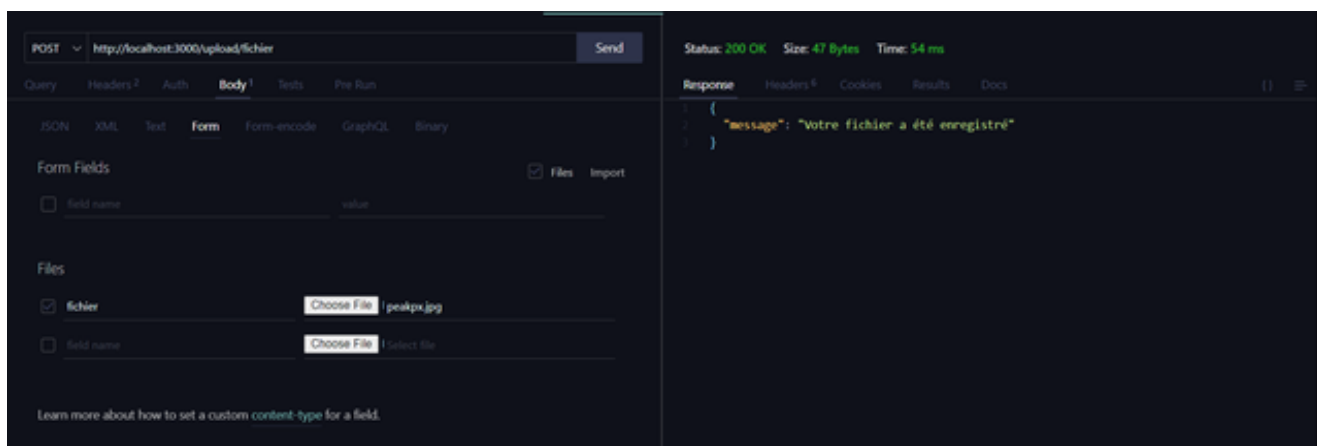 POST http://localhost:3000/upload/fichier Send
Query Headers 2 Auth Body 1 Tests Pre Run
JSON XML Text Form Form-encode GraphQL Binary
Form Fields
Files Import
field name value
Files
fichier Choose File peakpx.jpg
field name Choose File Select file
Learn more about how to set a custom content-type for a field.
Status: 200 OK Size: 47 Bytes Time: 54 ms
Response Headers 6 Cookies Results Docs {}
1 {
2 "message": "Votre fichier a été enregistré"
3 }